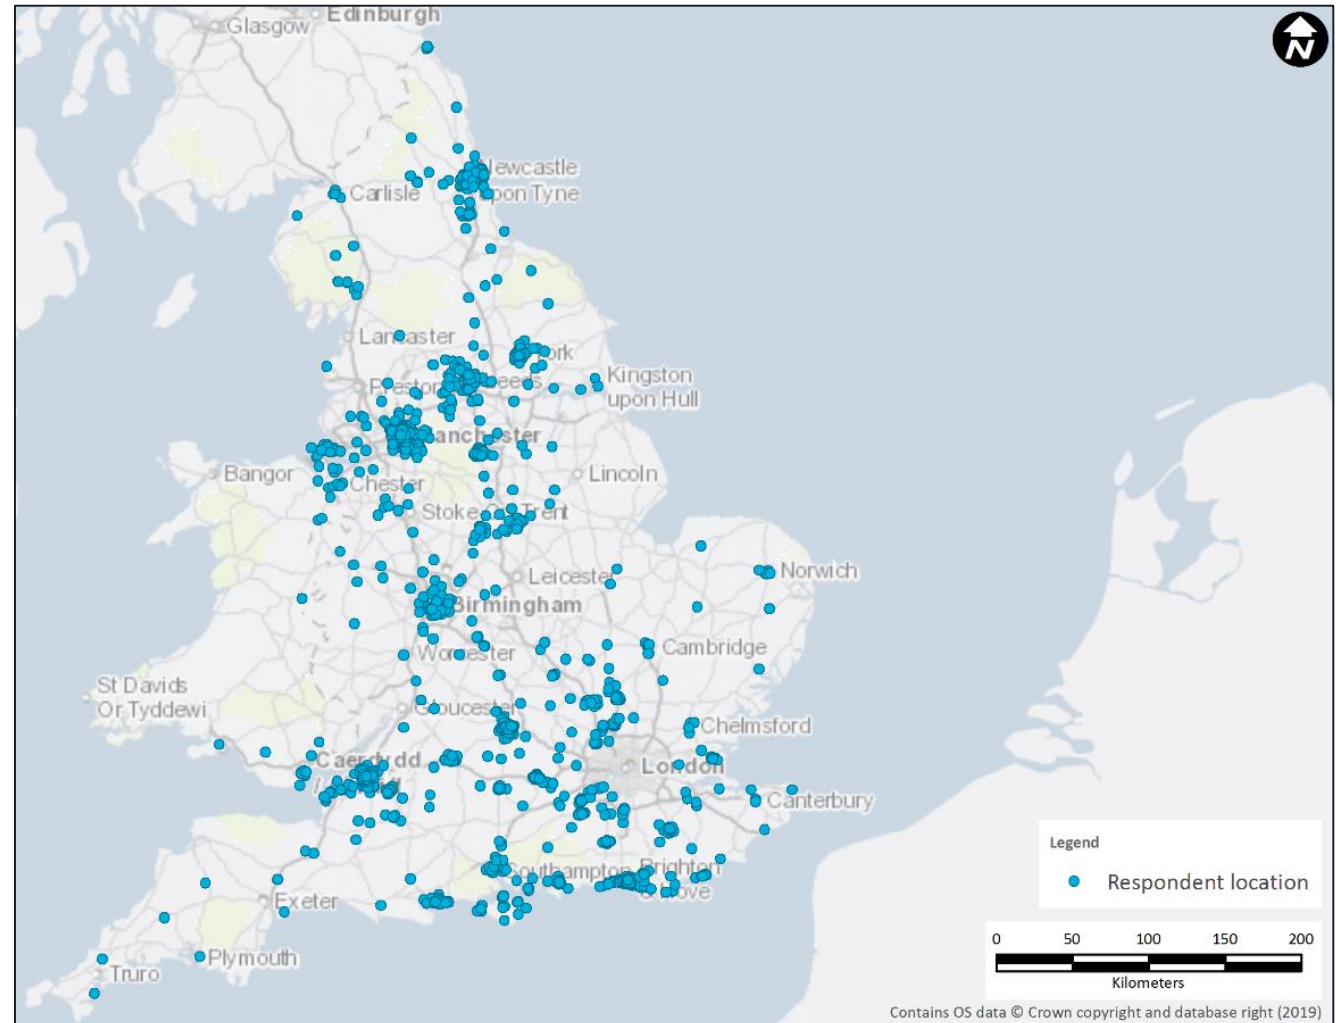 Edinburgh
Glasgow
N
Newcastle
upon Tyne
Carlisle
Lancaster
York
Preston
Leeds
Kingston
upon Hull
Manchester
Bangor
Chester
Lincoln
Stoke On Trent
Norwich
Leicester
Birmingham
Cambridge
Worcester
St Davids
Or Tyddewi
Gloucester
Chelmsford
Caerdydd
London
Canterbury
Southampton
Brighton
& Hove
Exeter
Plymouth
Truro
Legend
Respondent location
0 50 100 150 200
Kilometers
Contains OS data © Crown copyright and database right (2019)